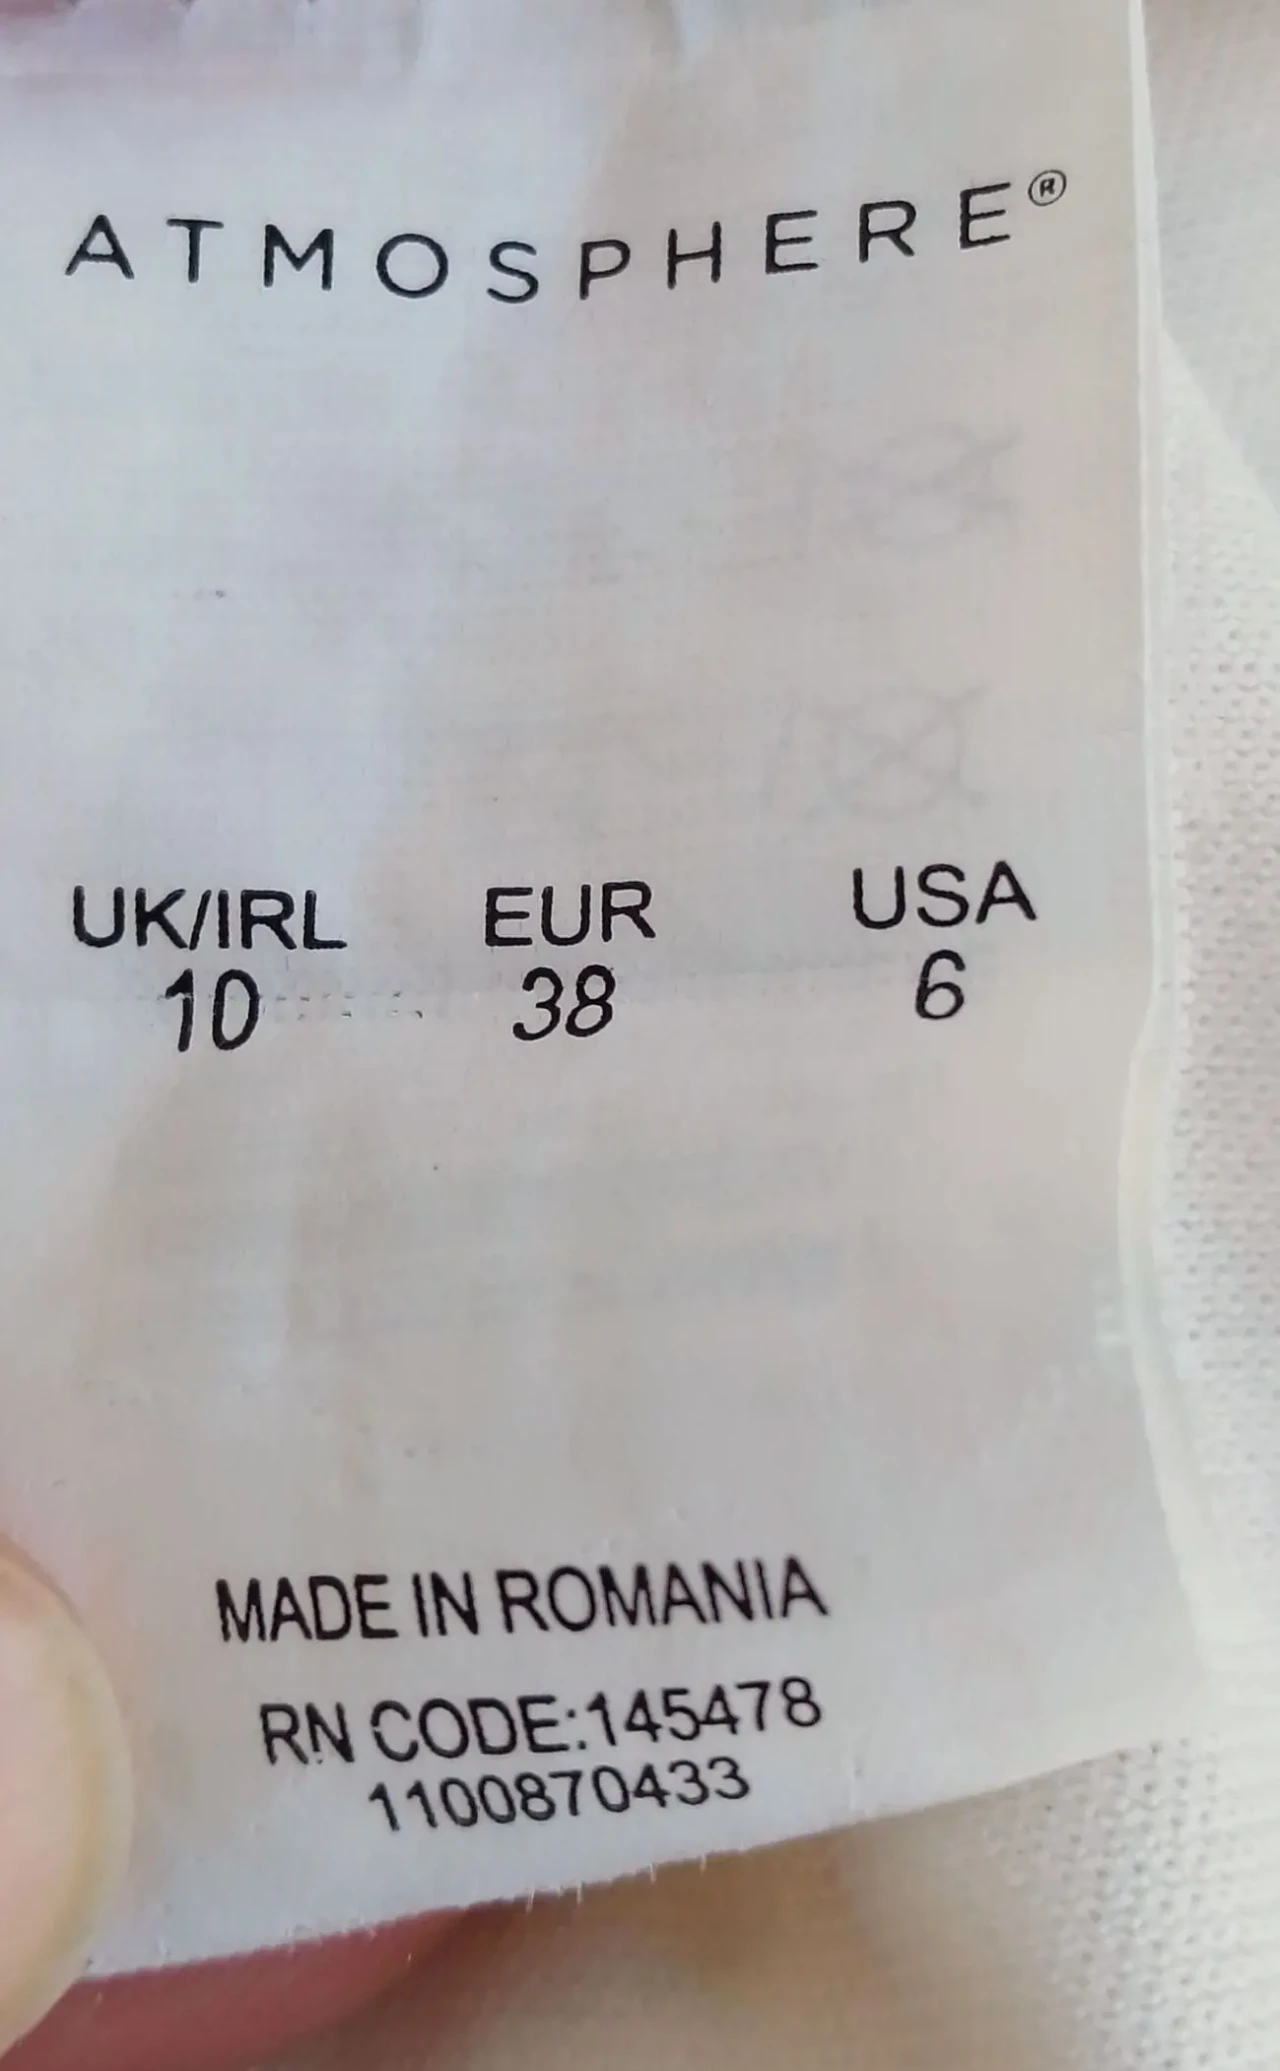 ATMOSPHERE®
UK/IRL EUR USA
10 38 6
MADE IN ROMANIA
RN CODE:145478
1100870433